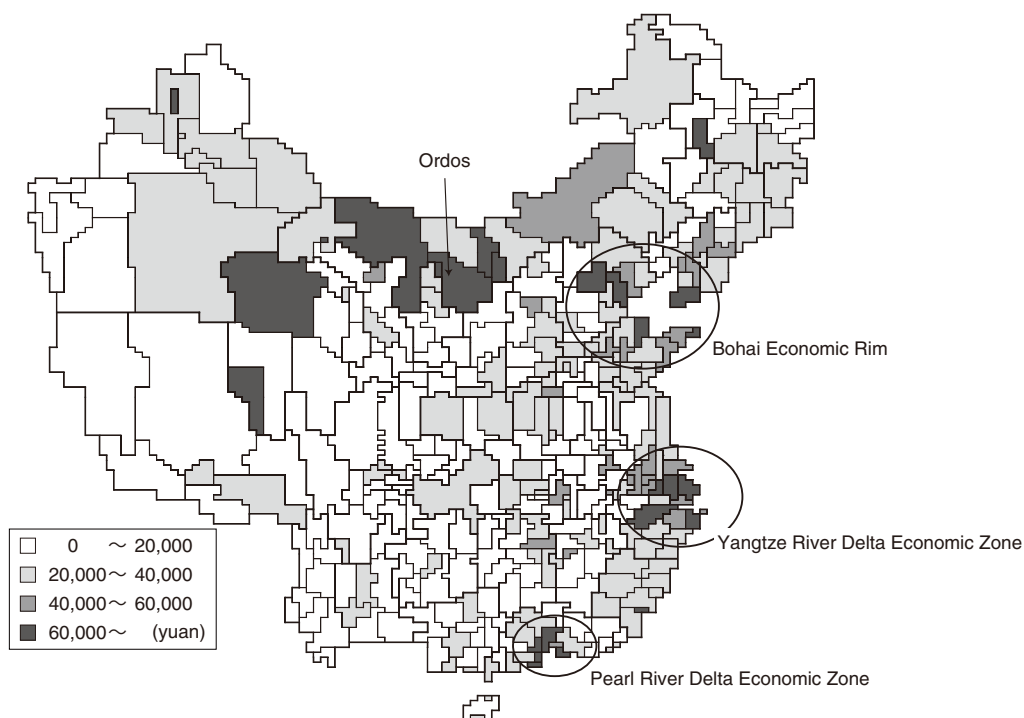 Ordos
Bohai Economic Rim
Yangtze River Delta Economic Zone
Pearl River Delta Economic Zone
0 ～ 20,000
20,000～ 40,000
40,000～ 60,000
60,000～ (yuan)